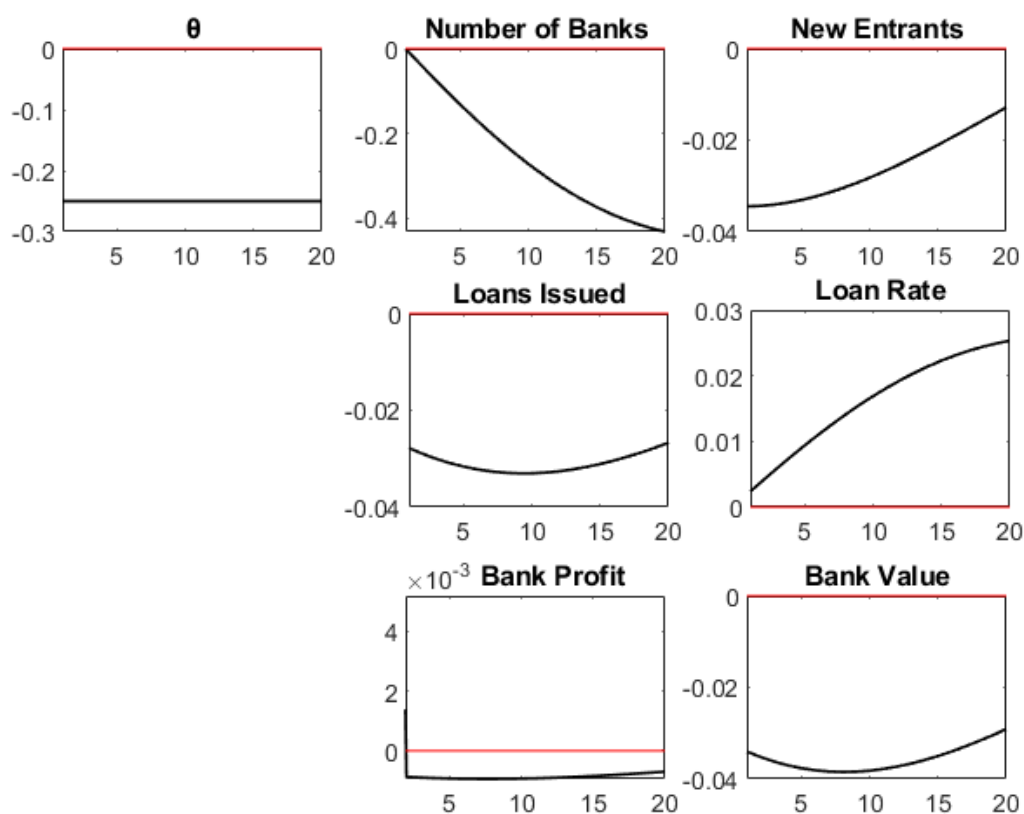 θ
0
-0.1
-0.2
-0.3
5 10 15 20
Number of Banks
0
-0.2
-0.4
5 10 15 20
New Entrants
0
-0.02
-0.04
5 10 15 20
Loans Issued
0
-0.02
-0.04
5 10 15 20
Loan Rate
0.03
0.02
0.01
0
5 10 15 20
×10-3 Bank Profit
4
2
0
5 10 15 20
Bank Value
0
-0.02
-0.04
5 10 15 20